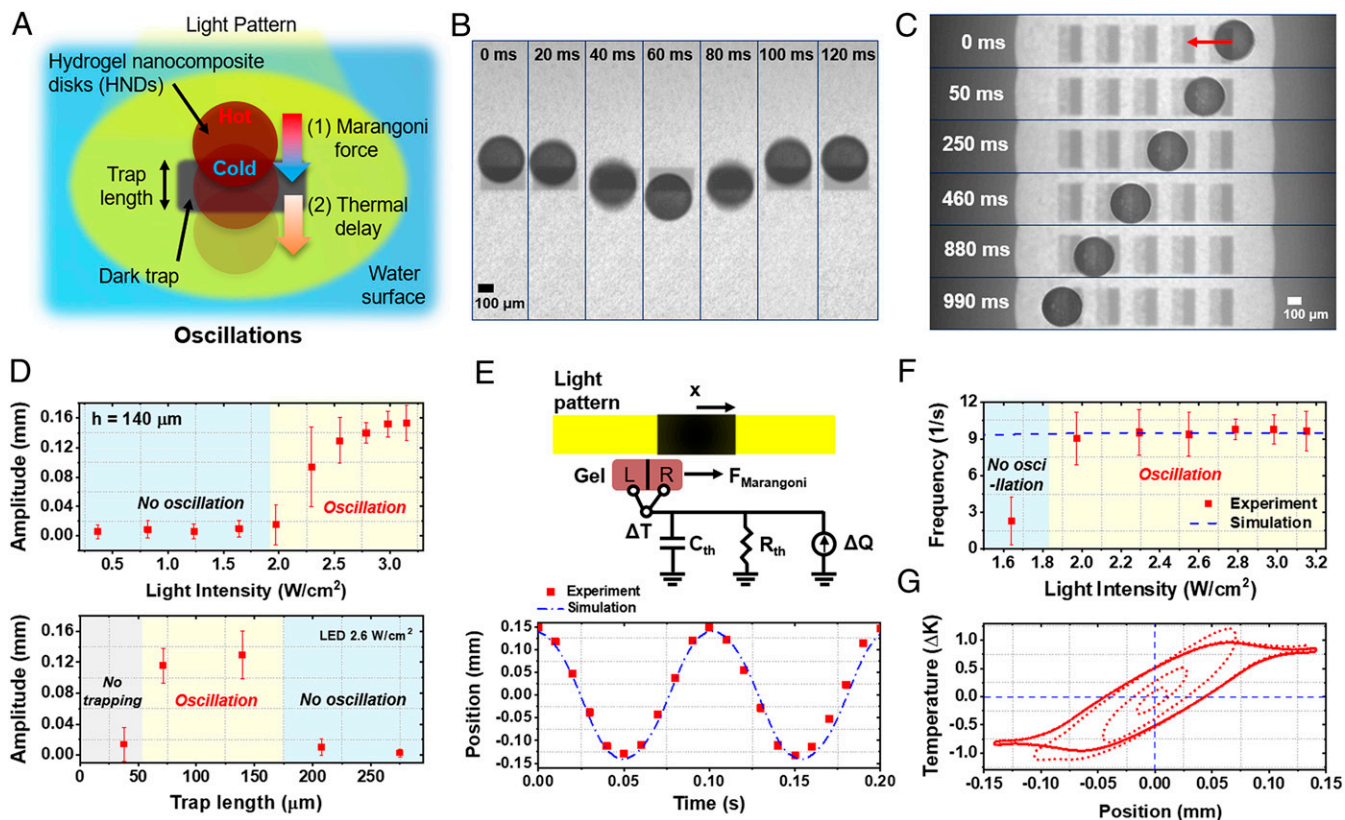 A
Light Pattern
Hydrogel nanocomposite
disks (HNDs)
Hot
(1) Marangoni
force
Cold
Trap
length
(2) Thermal
delay
Dark trap
Water
surface
Oscillations
B
0 ms 20 ms 40 ms 60 ms 80 ms 100 ms 120 ms
100 µm
C
0 ms
50 ms
250 ms
460 ms
880 ms
990 ms
100 µm
D
Amplitude (mm)
0.16
0.12
0.08
0.04
0.00
h = 140 µm
No oscillation
Oscillation
0.5 1.0 1.5 2.0 2.5 3.0
Light Intensity (W/cm²)
Amplitude (mm)
0.16
0.12
0.08
0.04
0.00
LED 2.6 W/cm²
No
trapping
Oscillation
No oscillation
0 50 100 150 200 250
Trap length (µm)
E
Light
pattern
x
Gel
L R
F Marangoni
ΔT
C th
R th
ΔQ
Experiment
Simulation
Position (mm)
0.15
0.10
0.05
0.00
-0.05
-0.10
-0.15
0.00 0.05 0.10 0.15 0.20
Time (s)
F
Frequency (1/s)
12
9
6
3
0
No osci
-llation
Oscillation
Experiment
Simulation
1.4 1.6 1.8 2.0 2.2 2.4 2.6 2.8 3.0 3.2
Light Intensity (W/cm²)
G
Temperature (ΔK)
1.0
0.5
0.0
-0.5
-1.0
-0.15 -0.10 -0.05 0.00 0.05 0.10 0.15
Position (mm)